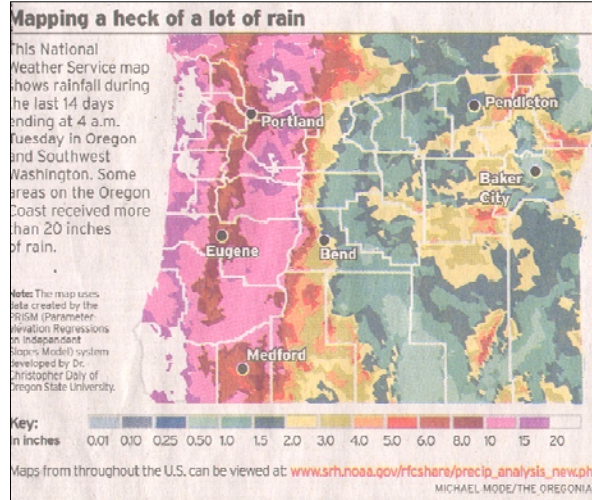 Mapping a heck of a lot of rain
This National
Weather Service map
shows rainfall during
the last 14 days
ending at 4 a.m.
Tuesday in Oregon
and Southwest
Washington. Some
areas on the Oregon
Coast received more
than 20 inches
of rain.
Note: The map uses
data created by the
PRISM (Parameter-
elevation Regressions
on Independent
Slopes Model) system
developed by Dr.
Christopher Daly of
Oregon State University.
Portland
Pendleton
Baker
City
Eugene
Bend
Medford
Key:
In inches
0.01 0.10 0.25 0.50 1.0 1.5 2.0 3.0 4.0 5.0 6.0 8.0 10 15 20
Maps from throughout the U.S. can be viewed at: www.srh.noaa.gov/rfcshare/precip_analysis_new.ph
MICHAEL MODE/THE OREGONIA